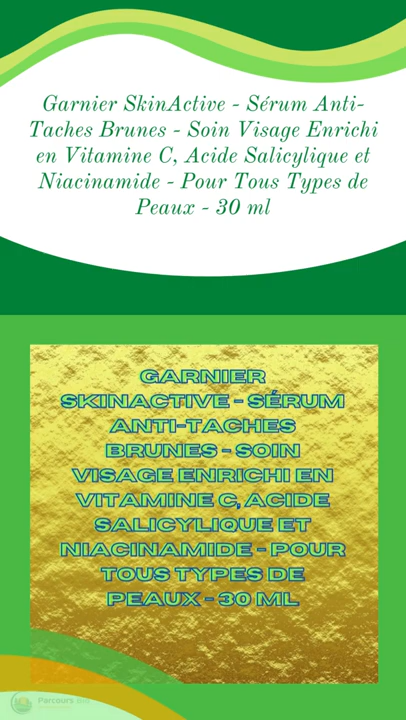 Garnier SkinActive - Sérum Anti-
Taches Brunes - Soin Visage Enrichi
en Vitamine C, Acide Salicylique et
Niacinamide - Pour Tous Types de
Peaux - 30 ml
GARNIER
SKINACTIVE - SÉRUM
ANTI-TACHES
BRUNES - SOIN
VISAGE ENRICHI EN
VITAMINE C, ACIDE
SALICYLIQUE ET
NIACINAMIDE - POUR
TOUS TYPES DE
PEAUX - 30 ML
Parcours